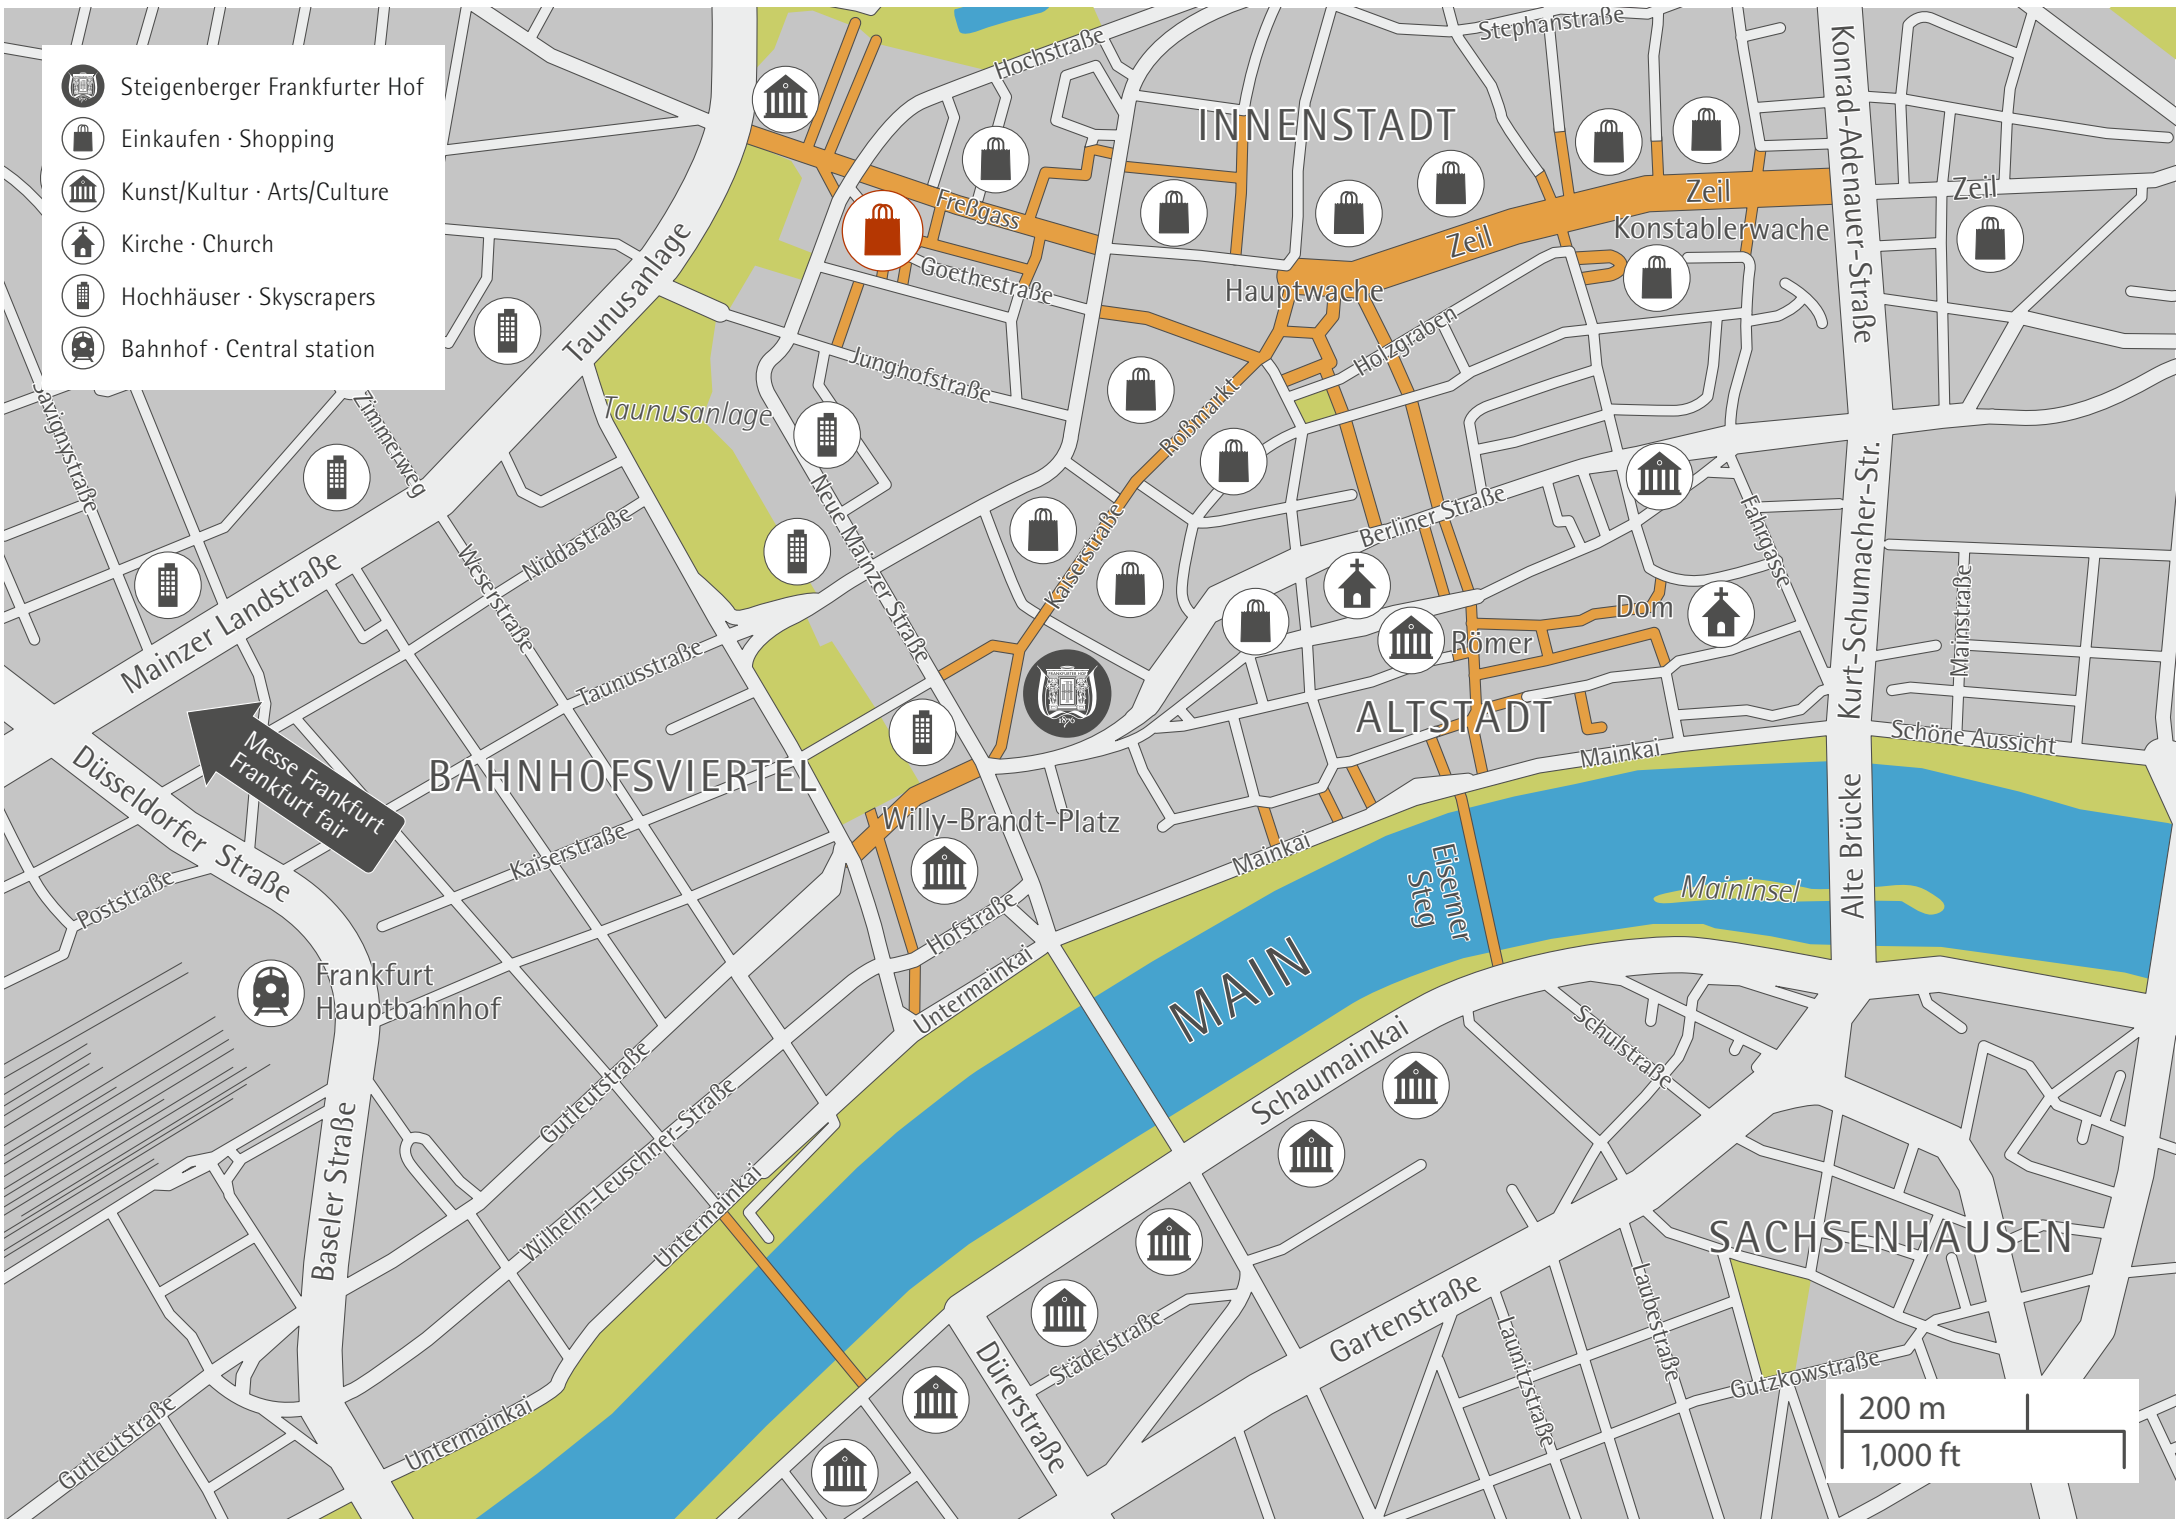 Steigenberger Frankfurter Hof
Einkaufen · Shopping
Kunst/Kultur · Arts/Culture
Kirche · Church
Hochhäuser · Skyscrapers
Bahnhof · Central station
Stephanstraße
Hochstraße
Konrad-Adenauer-Straße
INNENSTADT
Zeil
Zeil
Zeil
Freßgass
Konstablerwache
Taunusanlage
Goethestraße
Hauptwache
Holzgraben
Junghofstraße
Savignystraße
Zimmerweg
Taunusanlage
Roßmarkt
Neue Mainzer Straße
Kaiserstraße
Berliner Straße
Fahrgasse
Kurt-Schumacher-Str.
Niddastraße
Weserstraße
Mainzer Landstraße
Mainstraße
Dom
Römer
Taunusstraße
FRANKFURTER HOF
1876
ALTSTADT
Schöne Aussicht
Mainkai
Messe Frankfurt
Frankfurt fair
BAHNHOFSVIERTEL
Düsseldorfer Straße
Willy-Brandt-Platz
Kaiserstraße
Mainkai
Eiserner
Steg
Alte Brücke
Maininsel
Poststraße
Hofstraße
Untermainkai
MAIN
Frankfurt
Hauptbahnhof
Schaumainkai
Schulstraße
Gutleutstraße
Wilhelm-Leuschner-Straße
Baseler Straße
Untermainkai
SACHSENHAUSEN
Städelstraße
Gartenstraße
Laubestraße
Launitzstraße
Gutzkowstraße
Dürerstraße
Untermainkai
Gutleutstraße
200 m
1,000 ft